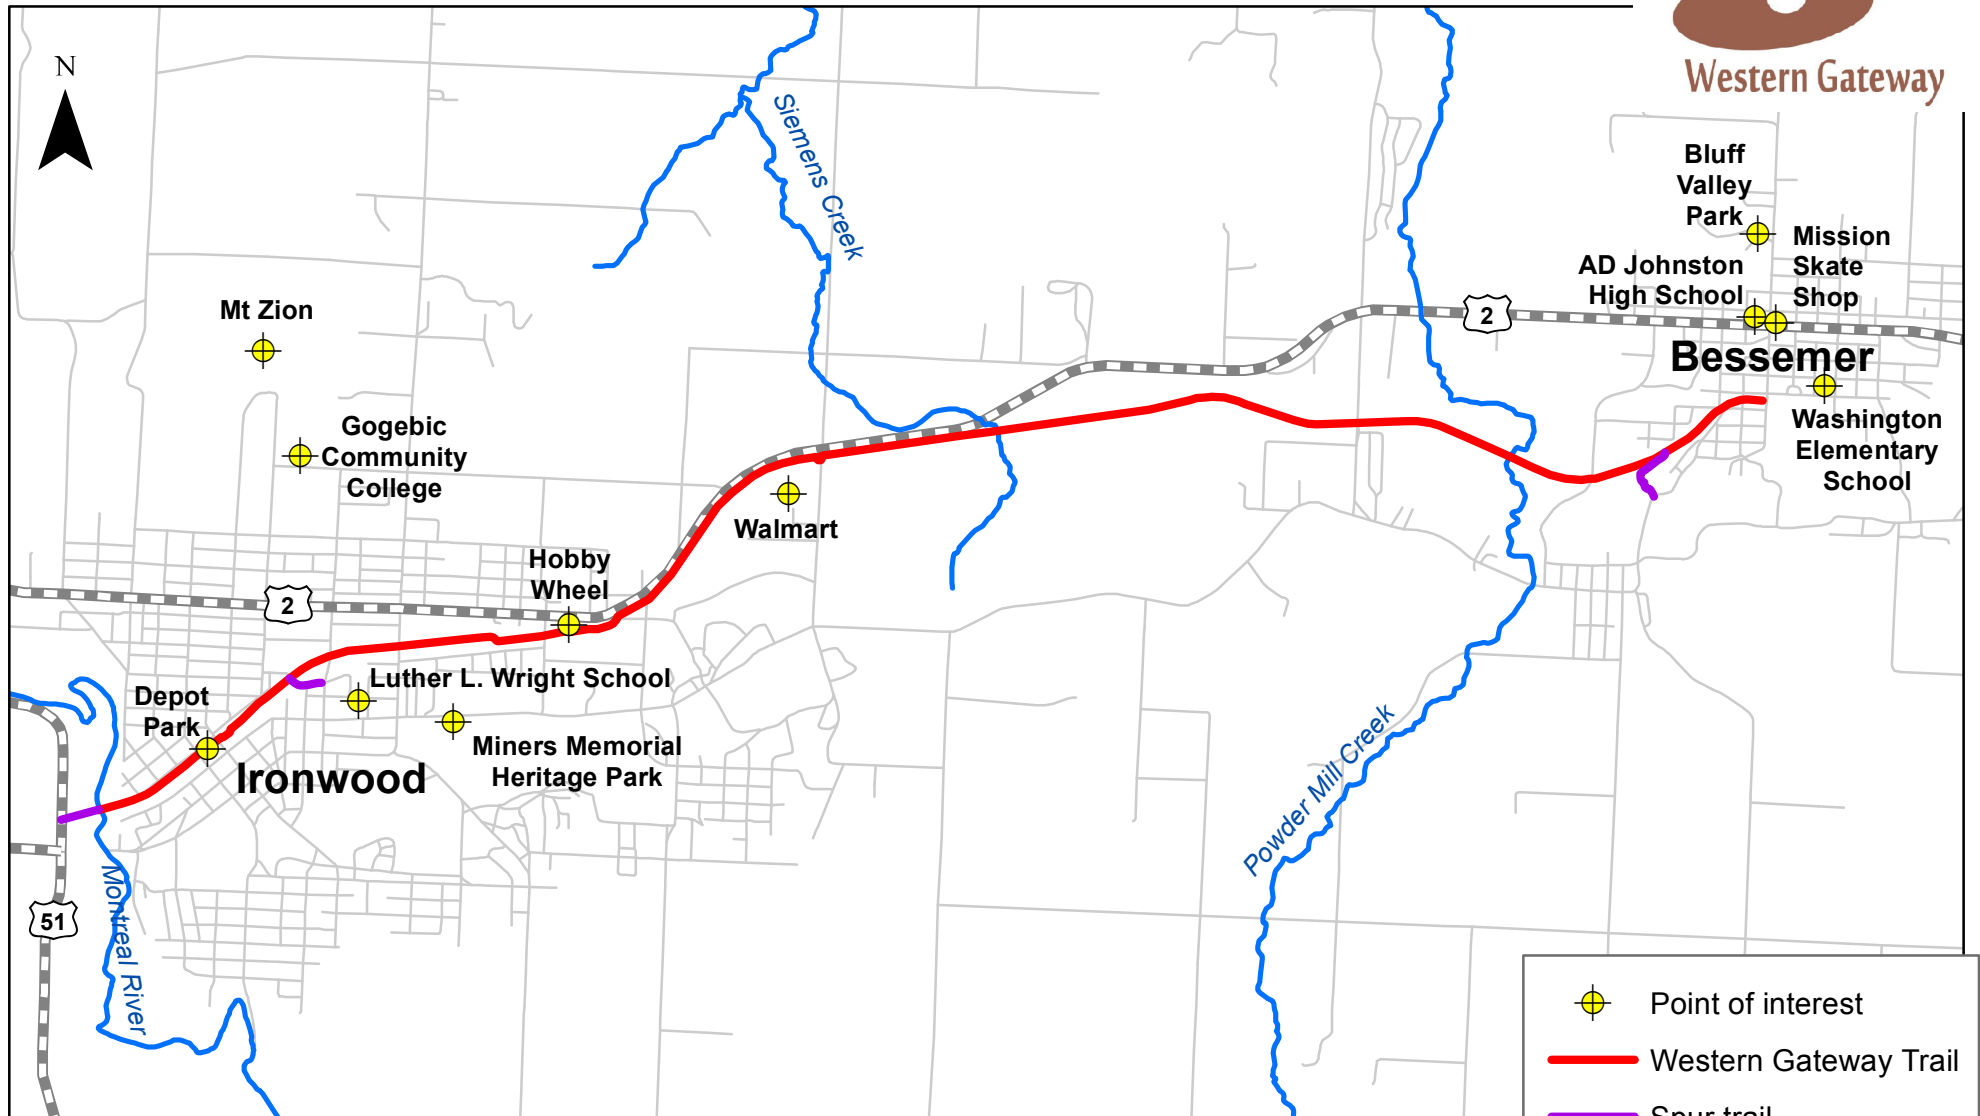 Western Gateway
N
Siemens Creek
Bluff
Valley
Park
Mission
Skate
Shop
AD Johnston
High School
Mt Zion
2
Bessemer
Gogebic
Community
College
Washington
Elementary
School
Walmart
Hobby
Wheel
2
Luther L. Wright School
Depot
Park
Miners Memorial
Heritage Park
Ironwood
Powder Mill Creek
51
Montreal River
Point of interest
Western Gateway Trail
Spur trail